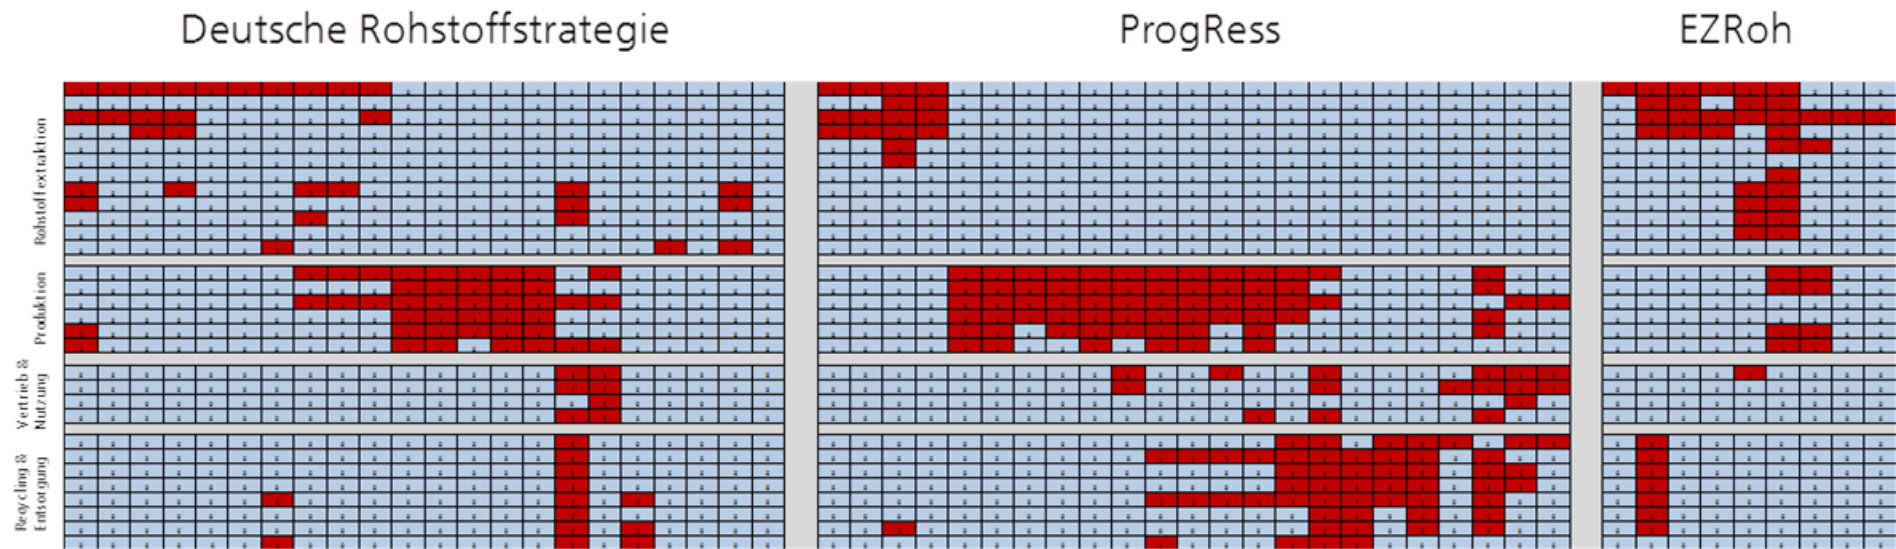 Deutsche Rohstoffstrategie
ProgRess
EZRoh
Rohstoffextraktion
Produktion
Vertrieb &
Nutzung
Recycling &
Entsorgung